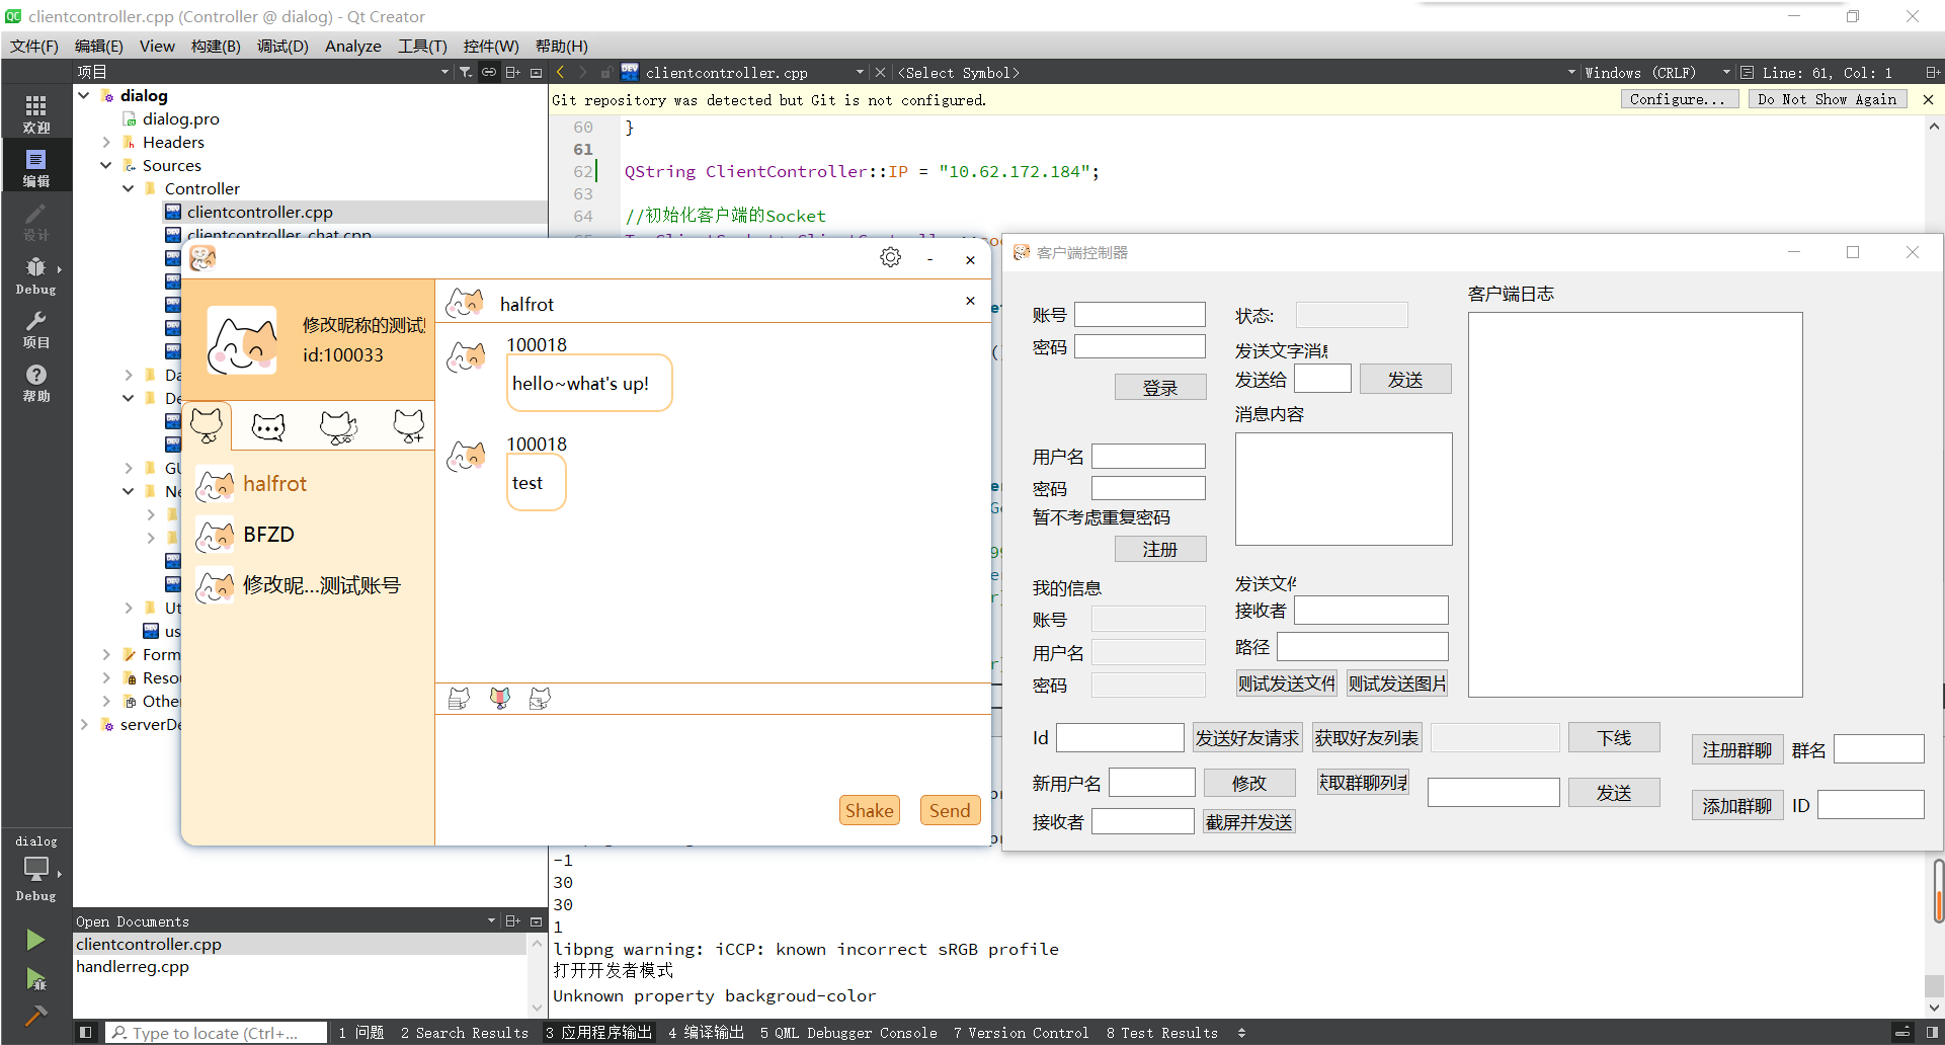 clientcontroller.cpp (Controller @ dialog) - Qt Creator
文件(F) 编辑(E) View 构建(B) 调试(D) Analyze 工具(T) 控件(W) 帮助(H)
项目
clientcontroller.cpp
<Select Symbol>
Windows (CRLF)
Line: 61, Col: 1
Git repository was detected but Git is not configured.
Configure...
Do Not Show Again
欢迎
编辑
设计
Debug
项目
帮助
dialog
Debug
dialog
dialog.pro
Headers
Sources
Controller
clientcontroller.cpp
clientcontroller_chat.cpp
Da
De
GU
Ne
Ut
us
Form
Resou
Other
serverDe
60 }
61
62 QString ClientController::IP = "10.62.172.184";
63
64 //初始化客户端的Socket
修改昵称的测试
id:100033
halfrot
BFZD
修改昵...测试账号
halfrot
100018
hello~what's up!
100018
test
Shake
Send
客户端控制器
账号
密码
登录
用户名
密码
暂不考虑重复密码
注册
我的信息
账号
用户名
密码
状态:
发送文字消息
发送给
发送
消息内容
发送文件
接收者
路径
测试发送文件
测试发送图片
客户端日志
Id
发送好友请求
获取好友列表
下线
新用户名
修改
获取群聊列表
发送
接收者
截屏并发送
注册群聊
群名
添加群聊
ID
-1
30
30
1
libpng warning: iCCP: known incorrect sRGB profile
打开开发者模式
Unknown property backgroud-color
Open Documents
clientcontroller.cpp
handlerreg.cpp
Type to locate (Ctrl+...
1 问题
2 Search Results
3 应用程序输出
4 编译输出
5 QML Debugger Console
7 Version Control
8 Test Results